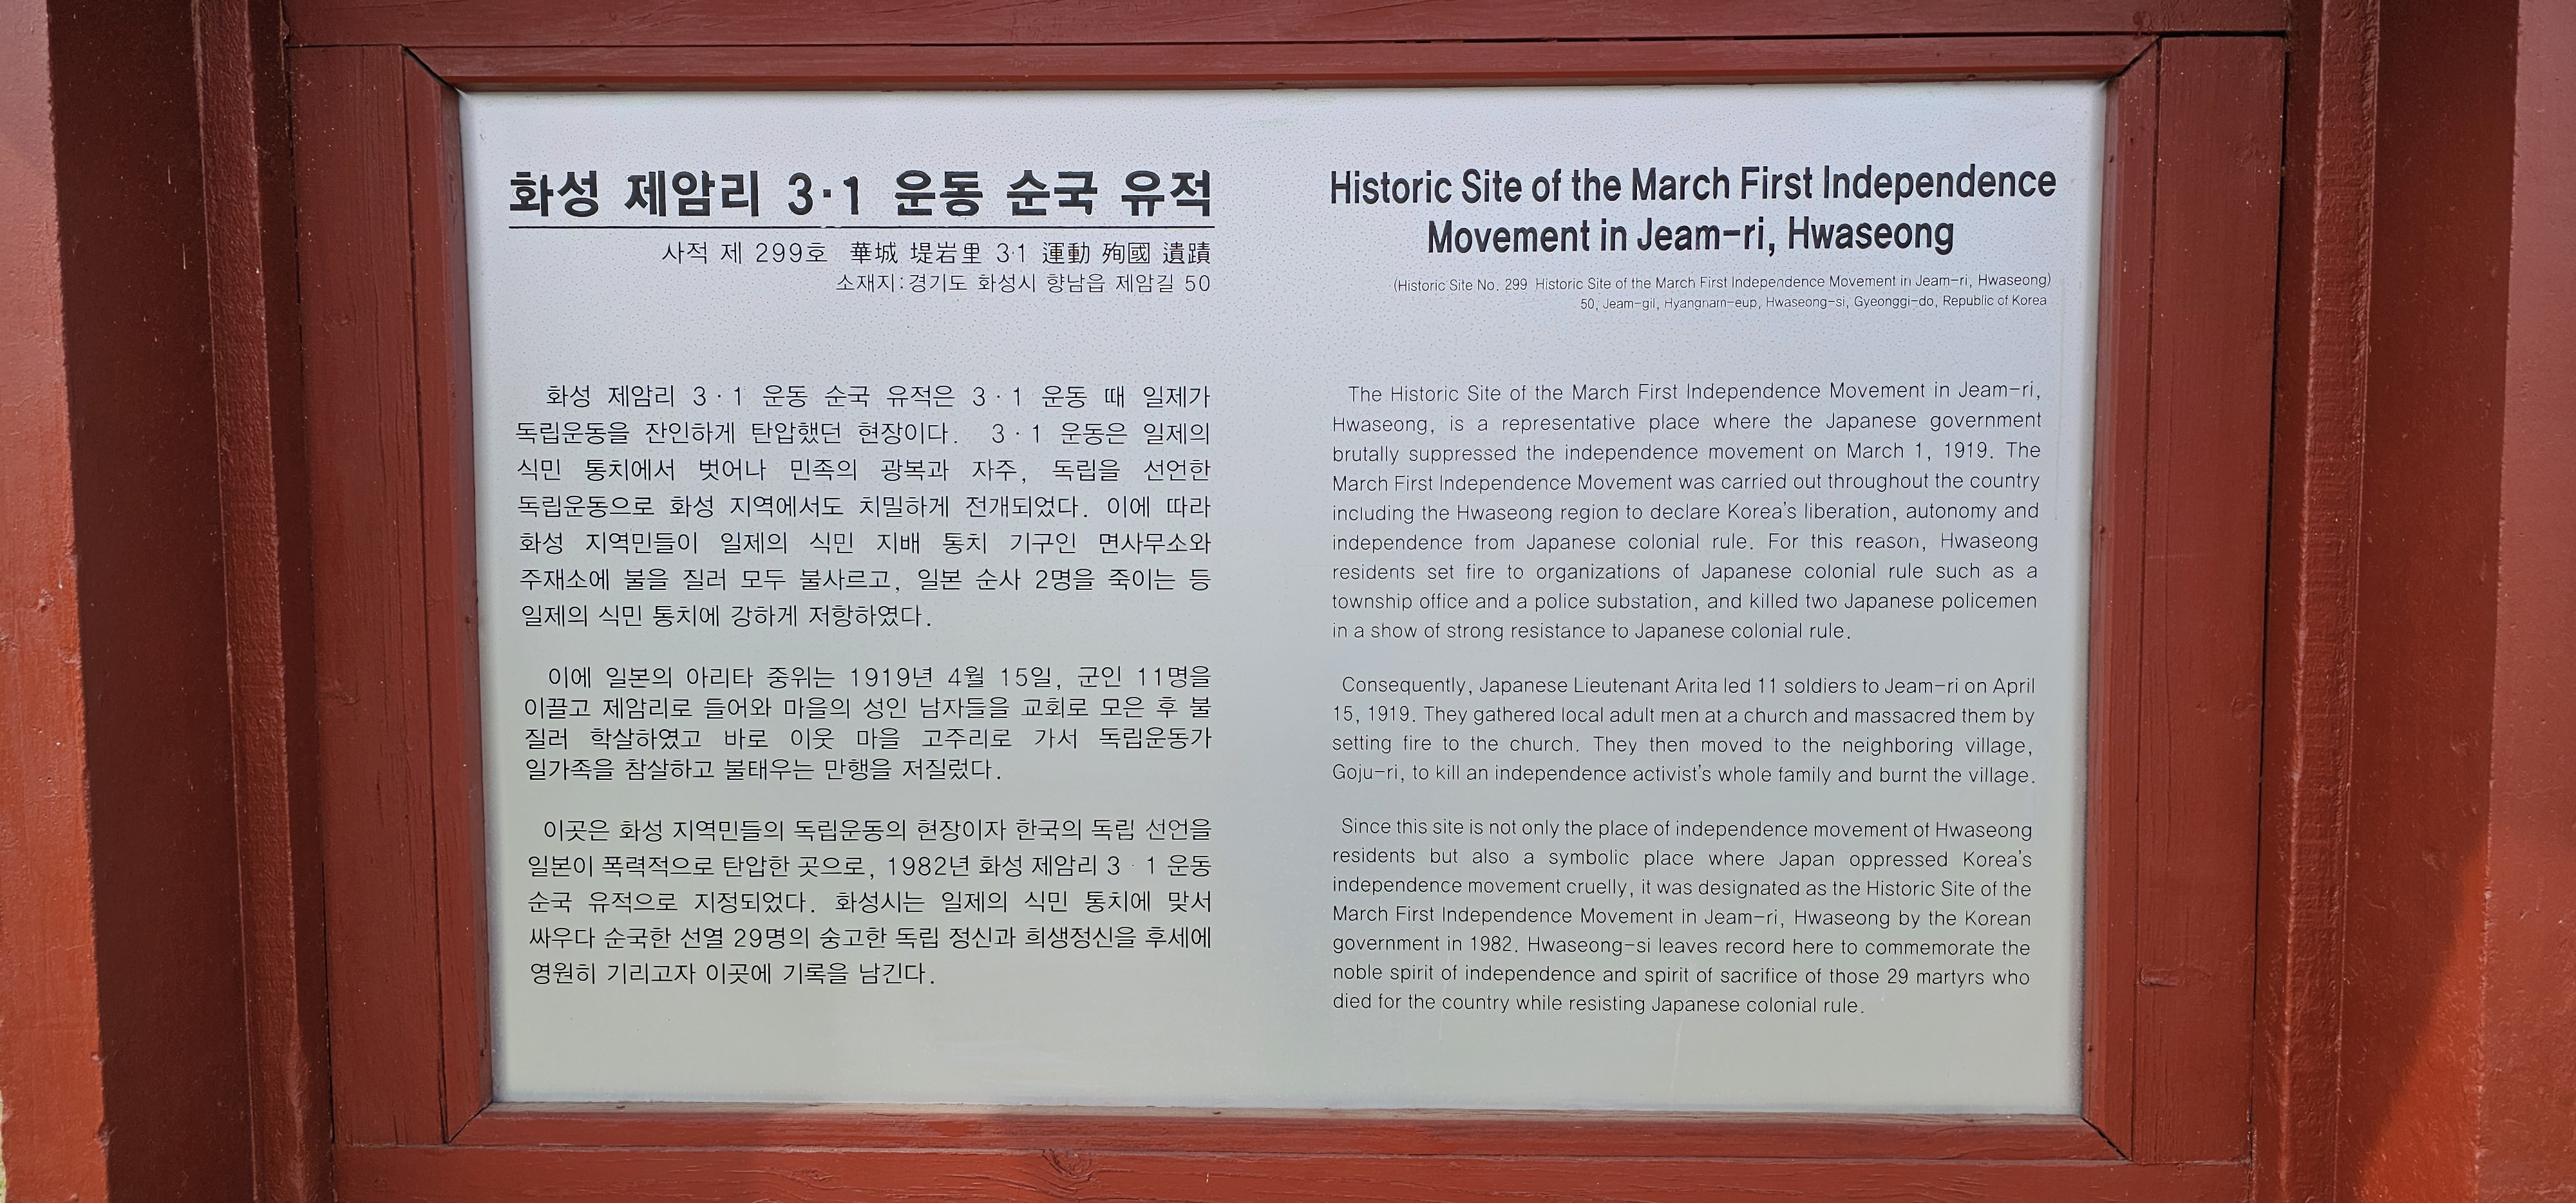 화성 제암리 3·1 운동 순국 유적
사적 제 299호 華城 堤岩里 3·1 運動 殉國 遺蹟
소재지:경기도 화성시 향남읍 제암길 50
화성 제암리 3·1 운동 순국 유적은 3·1 운동 때 일제가
독립운동을 잔인하게 탄압했던 현장이다. 3·1 운동은 일제의
식민 통치에서 벗어나 민족의 광복과 자주, 독립을 선언한
독립운동으로 화성 지역에서도 치밀하게 전개되었다. 이에 따라
화성 지역민들이 일제의 식민 지배 통치 기구인 면사무소와
주재소에 불을 질러 모두 불사르고, 일본 순사 2명을 죽이는 등
일제의 식민 통치에 강하게 저항하였다.
이에 일본의 아리타 중위는 1919년 4월 15일, 군인 11명을
이끌고 제암리로 들어와 마을의 성인 남자들을 교회로 모은 후 불
질러 학살하였고 바로 이웃 마을 고주리로 가서 독립운동가
일가족을 참살하고 불태우는 만행을 저질렀다.
이곳은 화성 지역민들의 독립운동의 현장이자 한국의 독립 선언을
일본이 폭력적으로 탄압한 곳으로, 1982년 화성 제암리 3·1 운동
순국 유적으로 지정되었다. 화성시는 일제의 식민 통치에 맞서
싸우다 순국한 선열 29명의 숭고한 독립 정신과 희생정신을 후세에
영원히 기리고자 이곳에 기록을 남긴다.
Historic Site of the March First Independence
Movement in Jeam-ri, Hwaseong
(Historic Site No. 299 Historic Site of the March First Independence Movement in Jeam-ri, Hwaseong)
50, Jeam-gil, Hyangnam-eup, Hwaseong-si, Gyeonggi-do, Republic of Korea
The Historic Site of the March First Independence Movement in Jeam-ri,
Hwaseong, is a representative place where the Japanese government
brutally suppressed the independence movement on March 1, 1919. The
March First Independence Movement was carried out throughout the country
including the Hwaseong region to declare Korea's liberation, autonomy and
independence from Japanese colonial rule. For this reason, Hwaseong
residents set fire to organizations of Japanese colonial rule such as a
township office and a police substation, and killed two Japanese policemen
in a show of strong resistance to Japanese colonial rule.
Consequently, Japanese Lieutenant Arita led 11 soldiers to Jeam-ri on April
15, 1919. They gathered local adult men at a church and massacred them by
setting fire to the church. They then moved to the neighboring village,
Goju-ri, to kill an independence activist's whole family and burnt the village.
Since this site is not only the place of independence movement of Hwaseong
residents but also a symbolic place where Japan oppressed Korea's
independence movement cruelly, it was designated as the Historic Site of the
March First Independence Movement in Jeam-ri, Hwaseong by the Korean
government in 1982. Hwaseong-si leaves record here to commemorate the
noble spirit of independence and spirit of sacrifice of those 29 martyrs who
died for the country while resisting Japanese colonial rule.